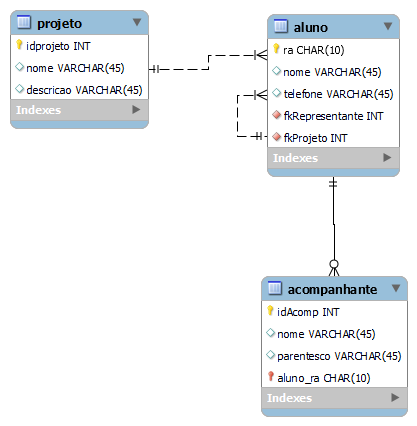 projeto
idprojeto INT
nome VARCHAR(45)
descricao VARCHAR(45)
Indexes
aluno
ra CHAR(10)
nome VARCHAR(45)
telefone VARCHAR(45)
fkRepresentante INT
fkProjeto INT
Indexes
acompanhante
idAcomp INT
nome VARCHAR(45)
parentesco VARCHAR(45)
aluno_ra CHAR(10)
Indexes